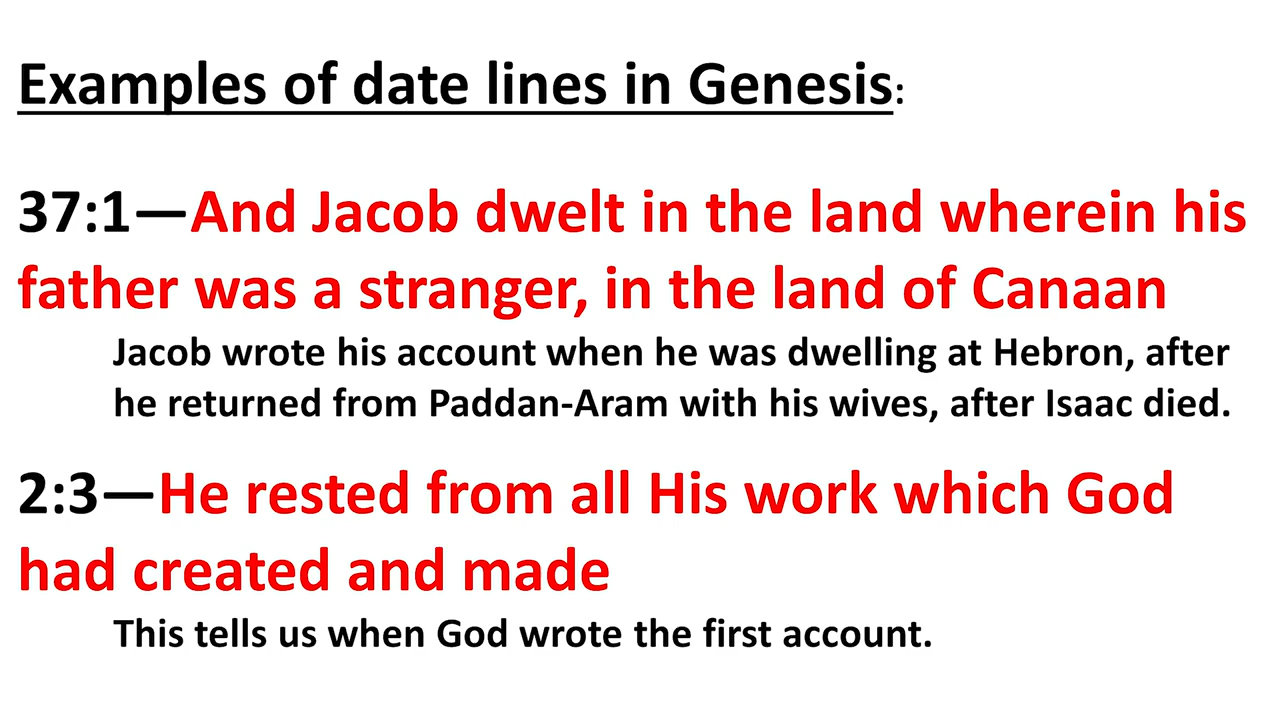 Examples of date lines in Genesis:
37:1—And Jacob dwelt in the land wherein his
father was a stranger, in the land of Canaan
Jacob wrote his account when he was dwelling at Hebron, after
he returned from Paddan-Aram with his wives, after Isaac died.
2:3—He rested from all His work which God
had created and made
This tells us when God wrote the first account.